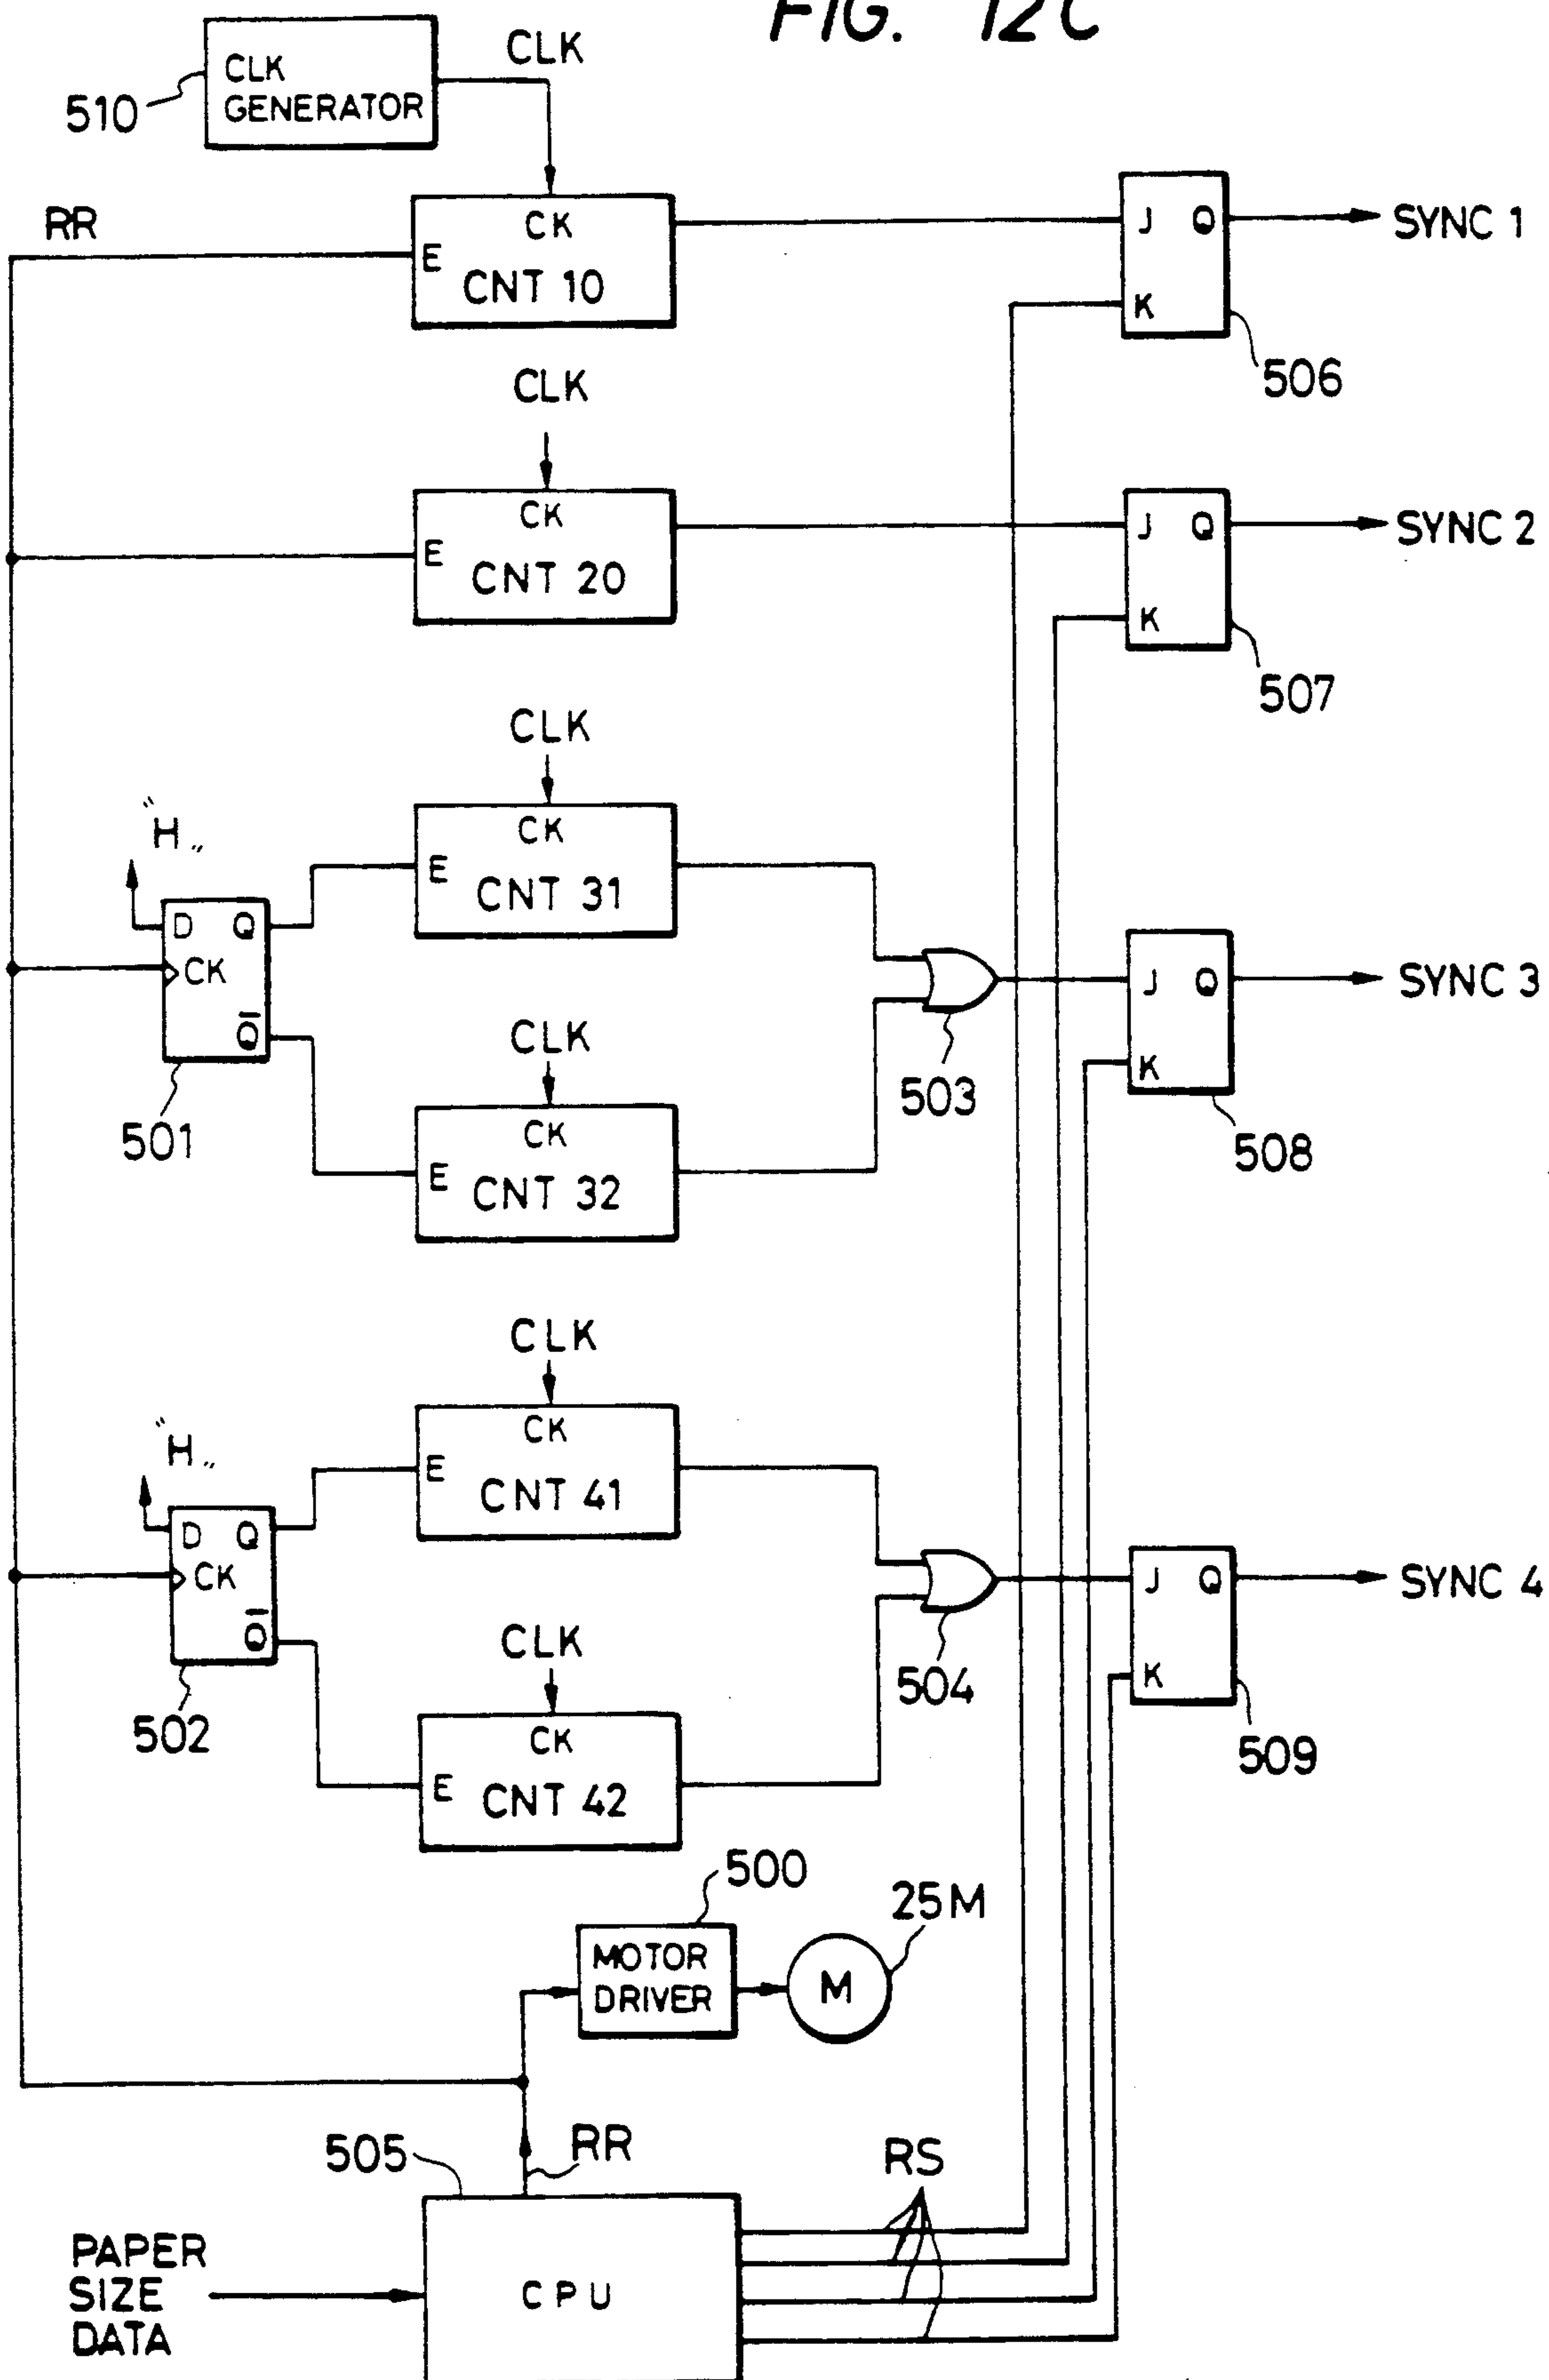 FIG. 12C
CLK
GENERATOR
CLK
510
RR
CK
E
CNT 10
J Q
K
SYNC 1
506
CLK
CK
E
CNT 20
J Q
K
SYNC 2
507
CLK
"H"
CK
E
CNT 31
D Q
CK
Q̅
501
CLK
CK
E
CNT 32
503
J Q
K
SYNC 3
508
CLK
"H"
CK
E
CNT 41
D Q
CK
Q̅
502
CLK
CK
E
CNT 42
504
J Q
K
SYNC 4
509
500
25M
MOTOR
DRIVER
M
505
RR
RS
PAPER
SIZE
DATA
CPU